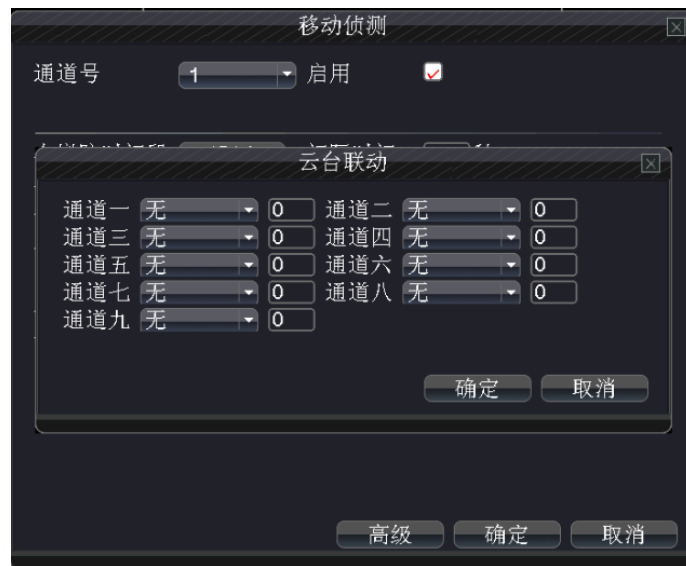 移动侦测
通道号 1 启用
云台联动
通道一 无 0 通道二 无 0
通道三 无 0 通道四 无 0
通道五 无 0 通道六 无 0
通道七 无 0 通道八 无 0
通道九 无 0
确定 取消
高级 确定 取消